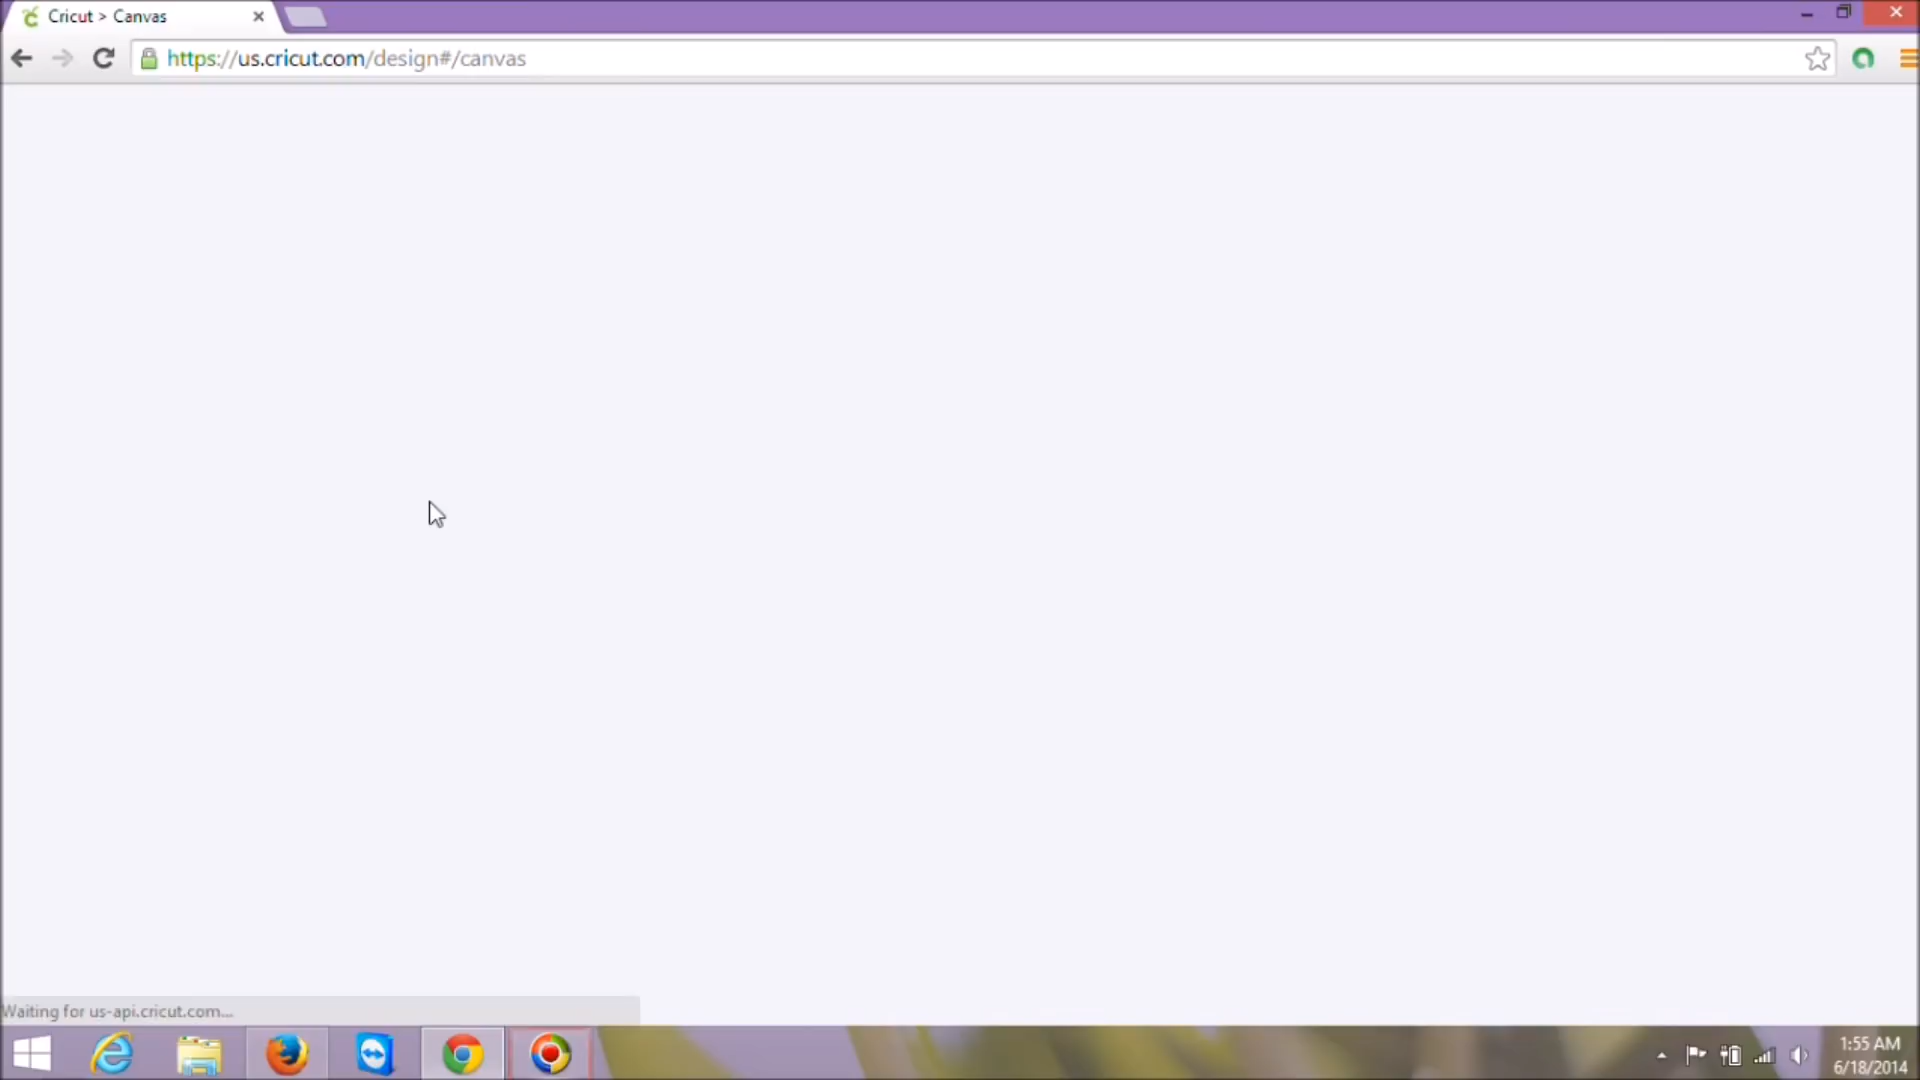 Cricut > Canvas
https://us.cricut.com/design#/canvas
Waiting for us-api.cricut.com...
1:55 AM
6/18/2014